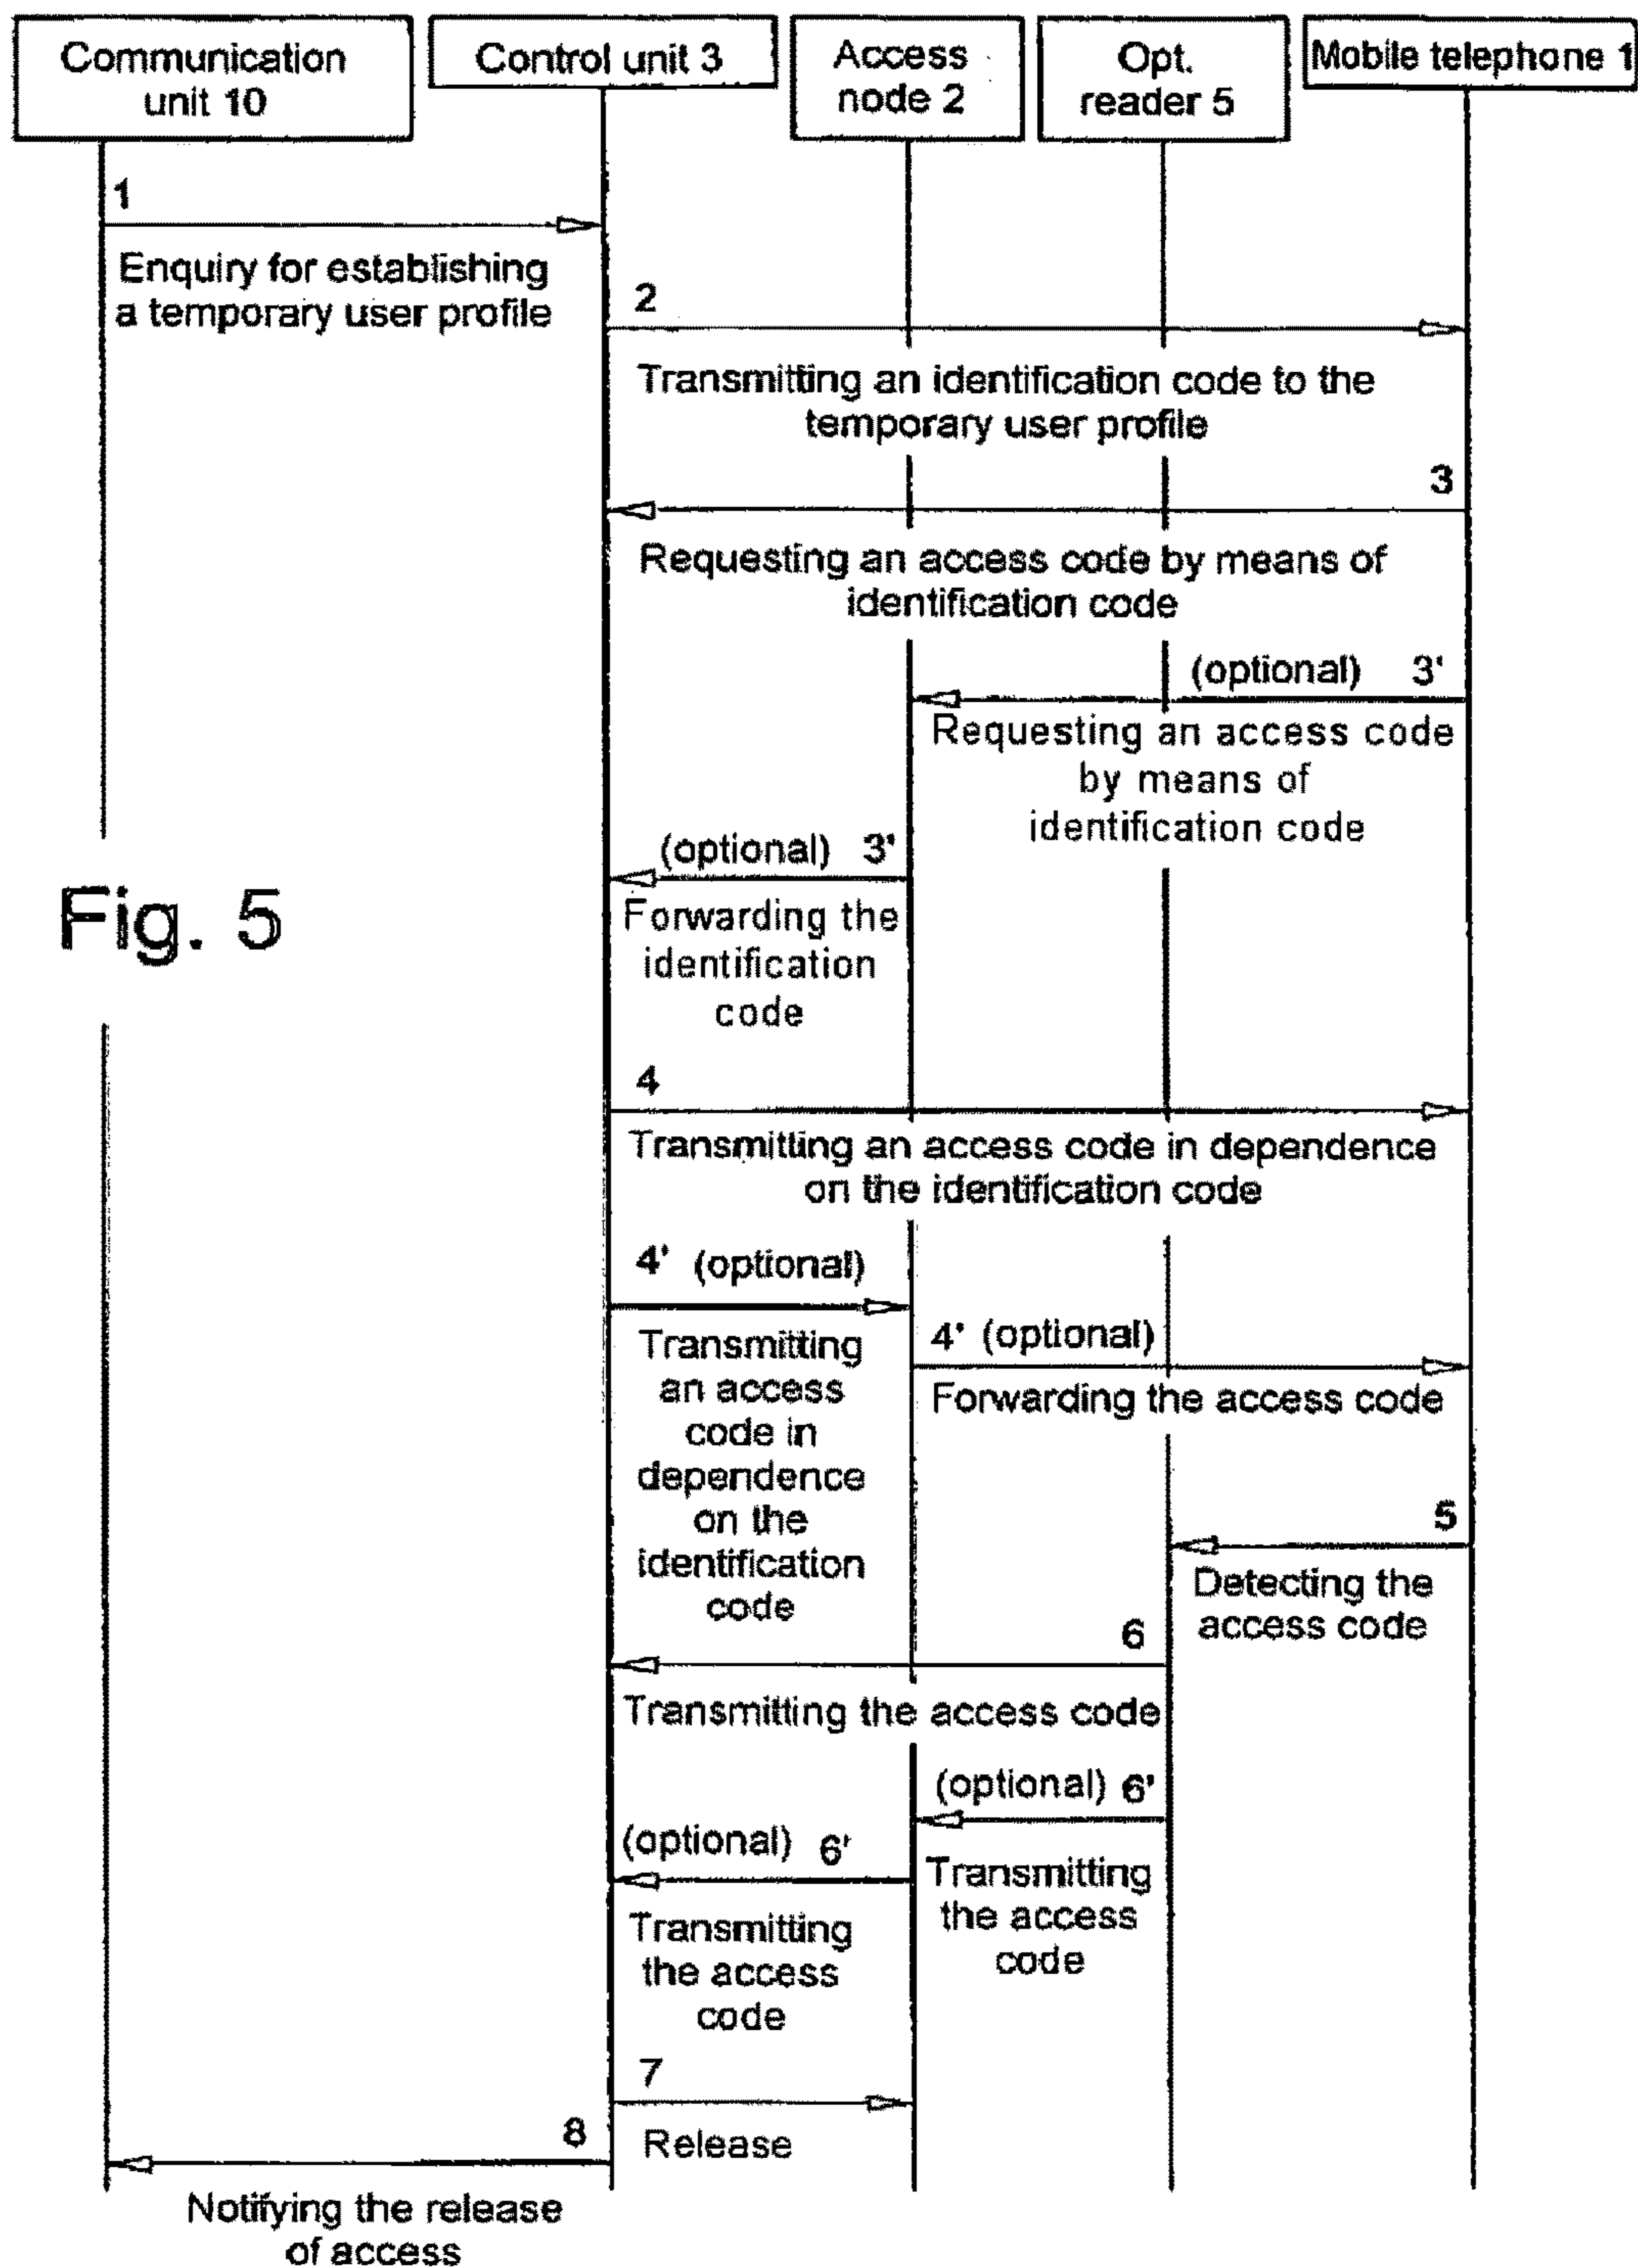 Communication
unit 10
Control unit 3
Access
node 2
Opt.
reader 5
Mobile telephone 1
1
Enquiry for establishing
a temporary user profile
2
Transmitting an identification code to the
temporary user profile
3
Requesting an access code by means of
identification code
(optional) 3'
Requesting an access code
by means of
identification code
(optional) 3'
Forwarding the
identification
code
Fig. 5
4
Transmitting an access code in dependence
on the identification code
4' (optional)
Transmitting
an access
code in
dependence
on the
identification
code
4' (optional)
Forwarding the access code
5
Detecting the
access code
6
Transmitting the access code
(optional) 6'
Transmitting
the access
code
(optional) 6'
Transmitting
the access
code
7
Release
8
Notifying the release
of access